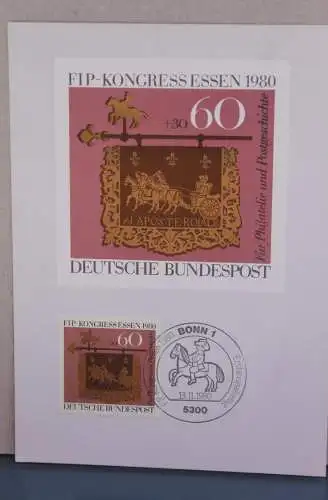 FIP-KONGRESS ESSEN 1980
+30 60
Für Philatelie und Postgeschichte
DEUTSCHE BUNDESPOST
FIP-KONGRESS ESSEN 1980
60
DEUTSCHE BUNDESPOST
BONN 1
13.11.1980
5300